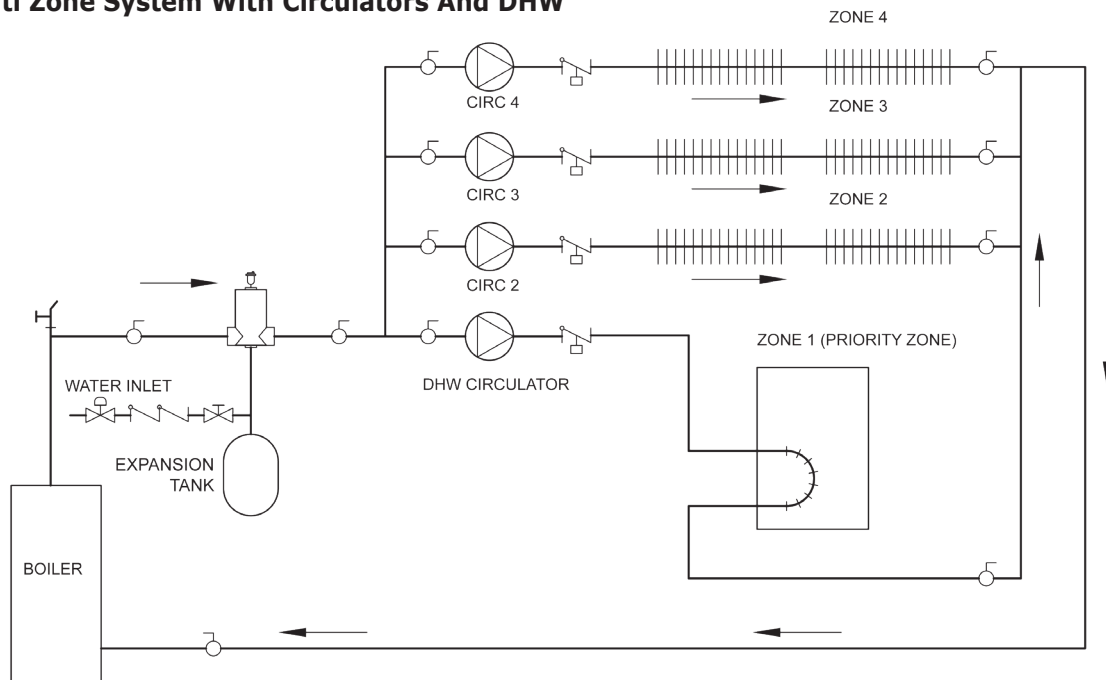 ti Zone System With Circulators And DHW
ZONE 4
CIRC 4
ZONE 3
CIRC 3
ZONE 2
CIRC 2
ZONE 1 (PRIORITY ZONE)
DHW CIRCULATOR
WATER INLET
EXPANSION
TANK
BOILER